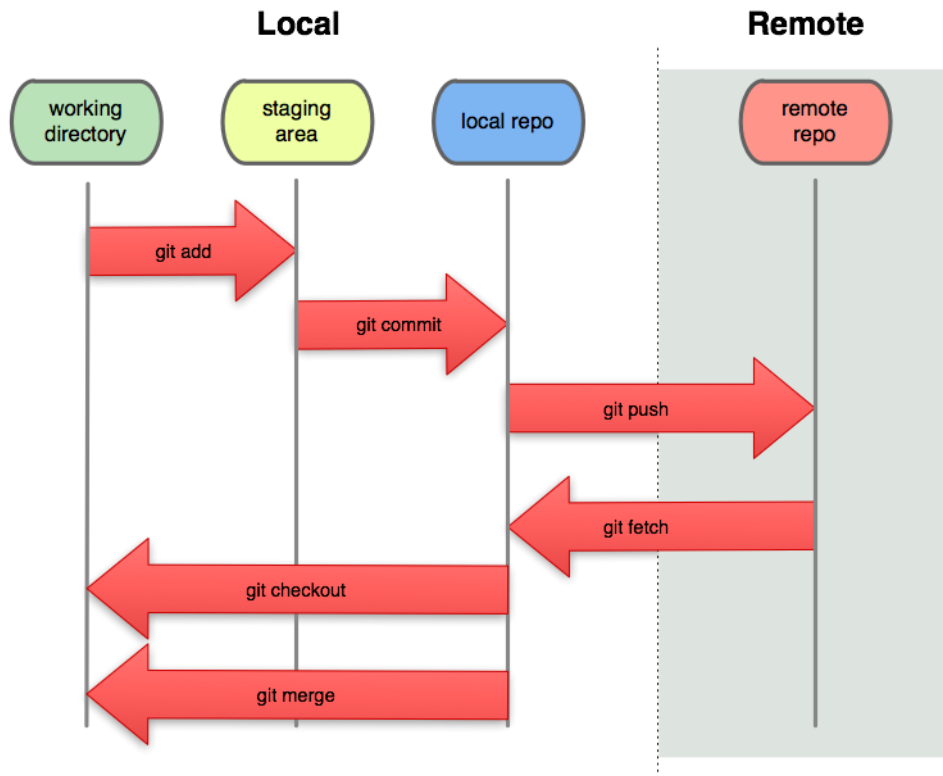 Local
Remote
working
directory
staging
area
local repo
remote
repo
git add
git commit
git push
git fetch
git checkout
git merge